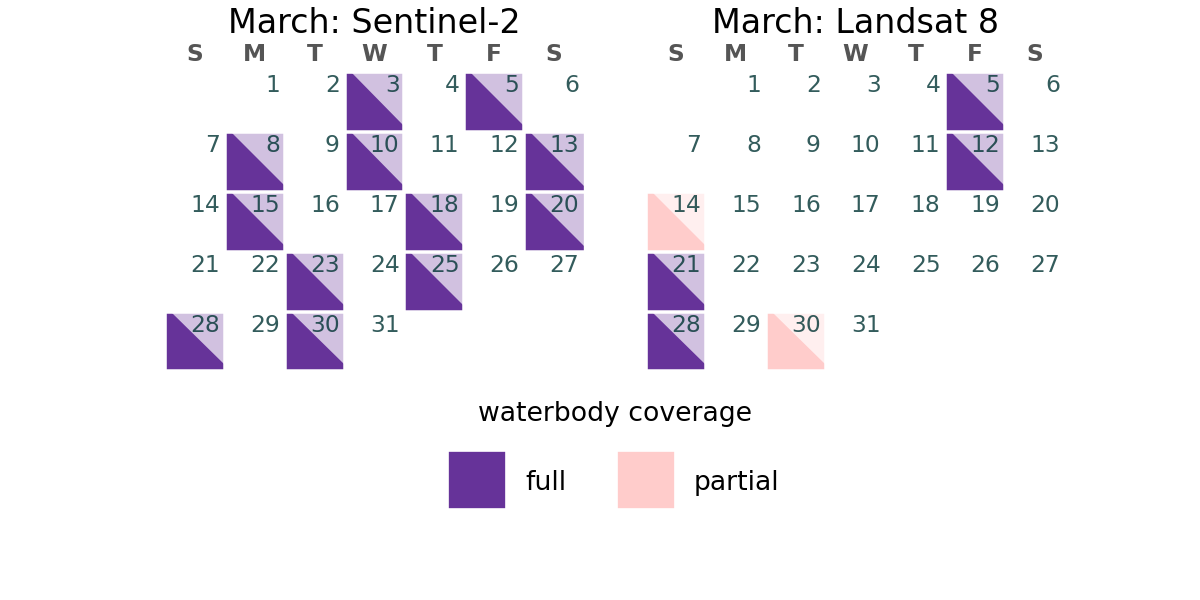 March: Sentinel-2
S M T W T F S
1 2 3 4 5 6
7 8 9 10 11 12 13
14 15 16 17 18 19 20
21 22 23 24 25 26 27
28 29 30 31
March: Landsat 8
S M T W T F S
1 2 3 4 5 6
7 8 9 10 11 12 13
14 15 16 17 18 19 20
21 22 23 24 25 26 27
28 29 30 31
waterbody coverage
full partial